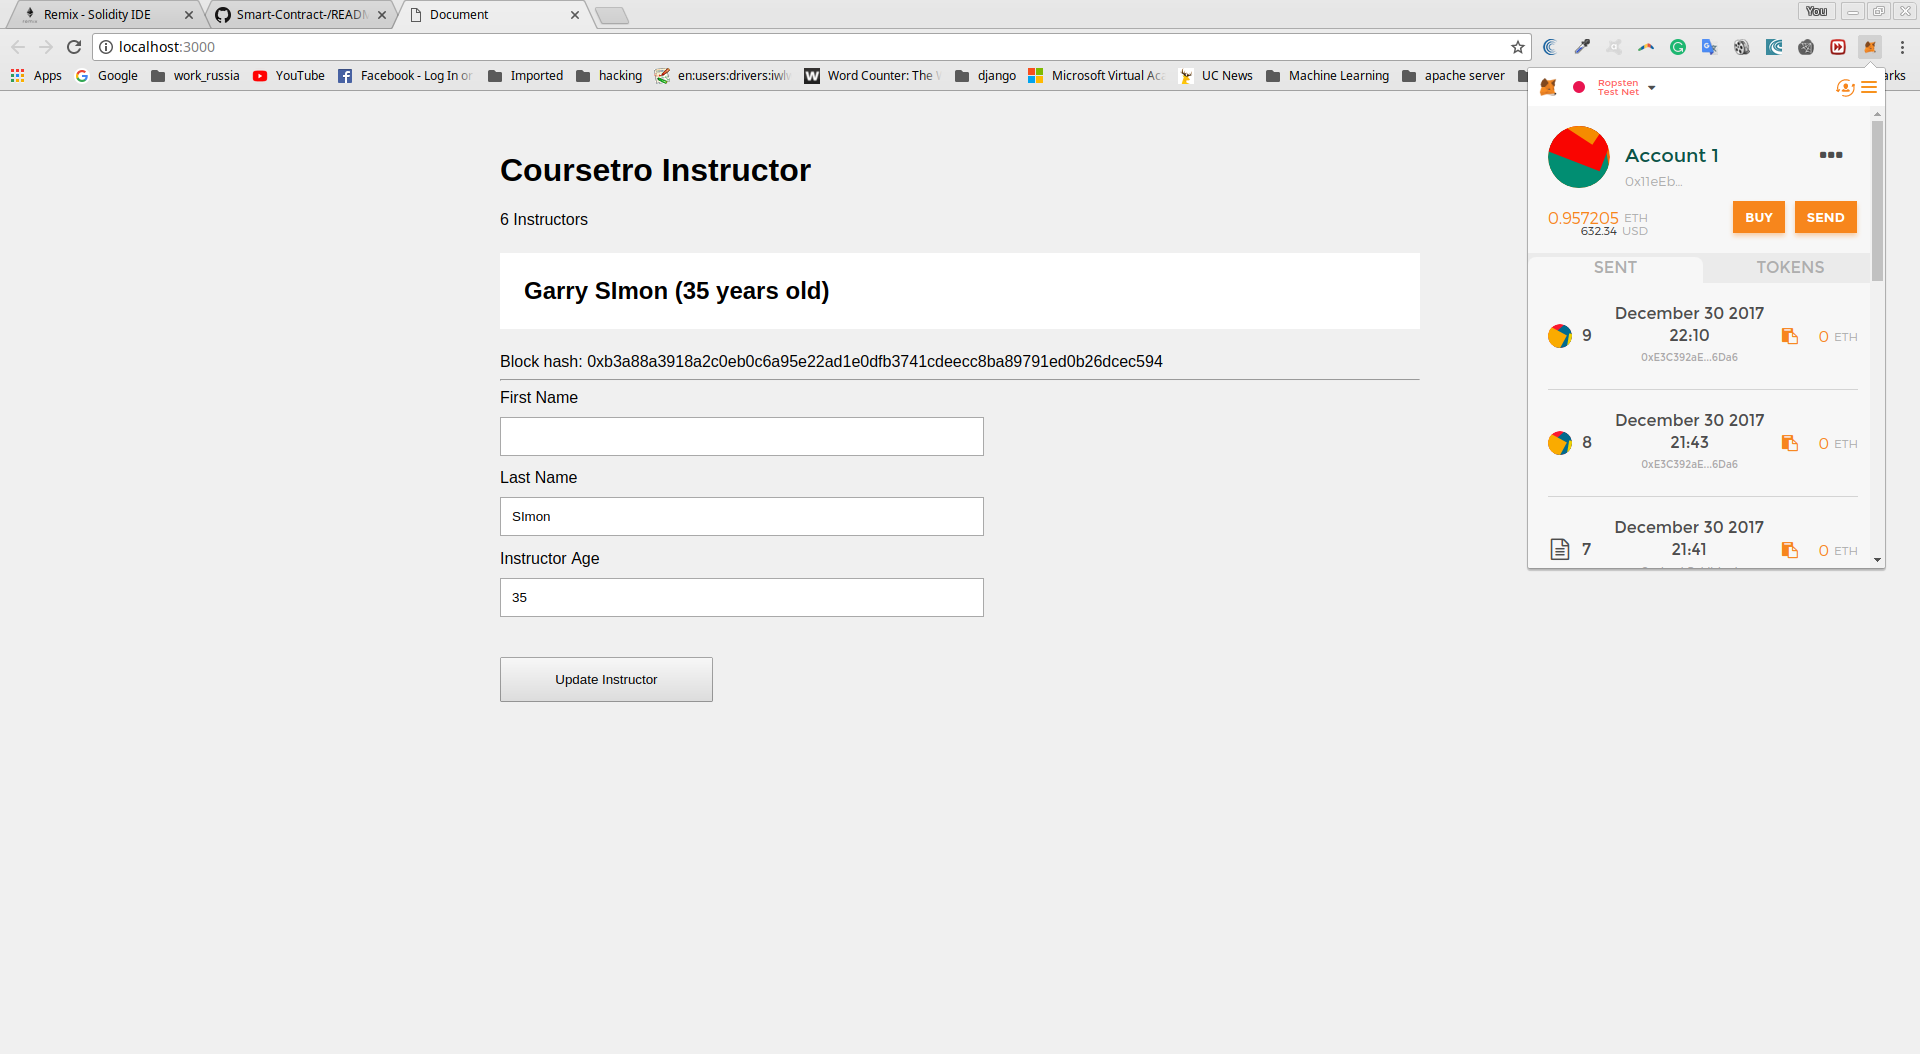 Remix - Solidity IDE
Smart-Contract-/READM
Document
You
localhost:3000
Apps
Google
work_russia
YouTube
Facebook - Log In or
Imported
hacking
en:users:drivers:iwlv
Word Counter: The W
django
Microsoft Virtual Aca
UC News
Machine Learning
apache server
arks
Coursetro Instructor
6 Instructors
Garry SImon (35 years old)
Block hash: 0xb3a88a3918a2c0eb0c6a95e22ad1e0dfb3741cdeecc8ba89791ed0b26dcec594
First Name
Last Name
SImon
Instructor Age
35
Update Instructor
Ropsten
Test Net
Account 1
0x11eEb...
0.957205 ETH
632.34 USD
BUY
SEND
SENT
TOKENS
9
December 30 2017
22:10
0xE3C392aE...6Da6
0 ETH
8
December 30 2017
21:43
0xE3C392aE...6Da6
0 ETH
7
December 30 2017
21:41
0 ETH